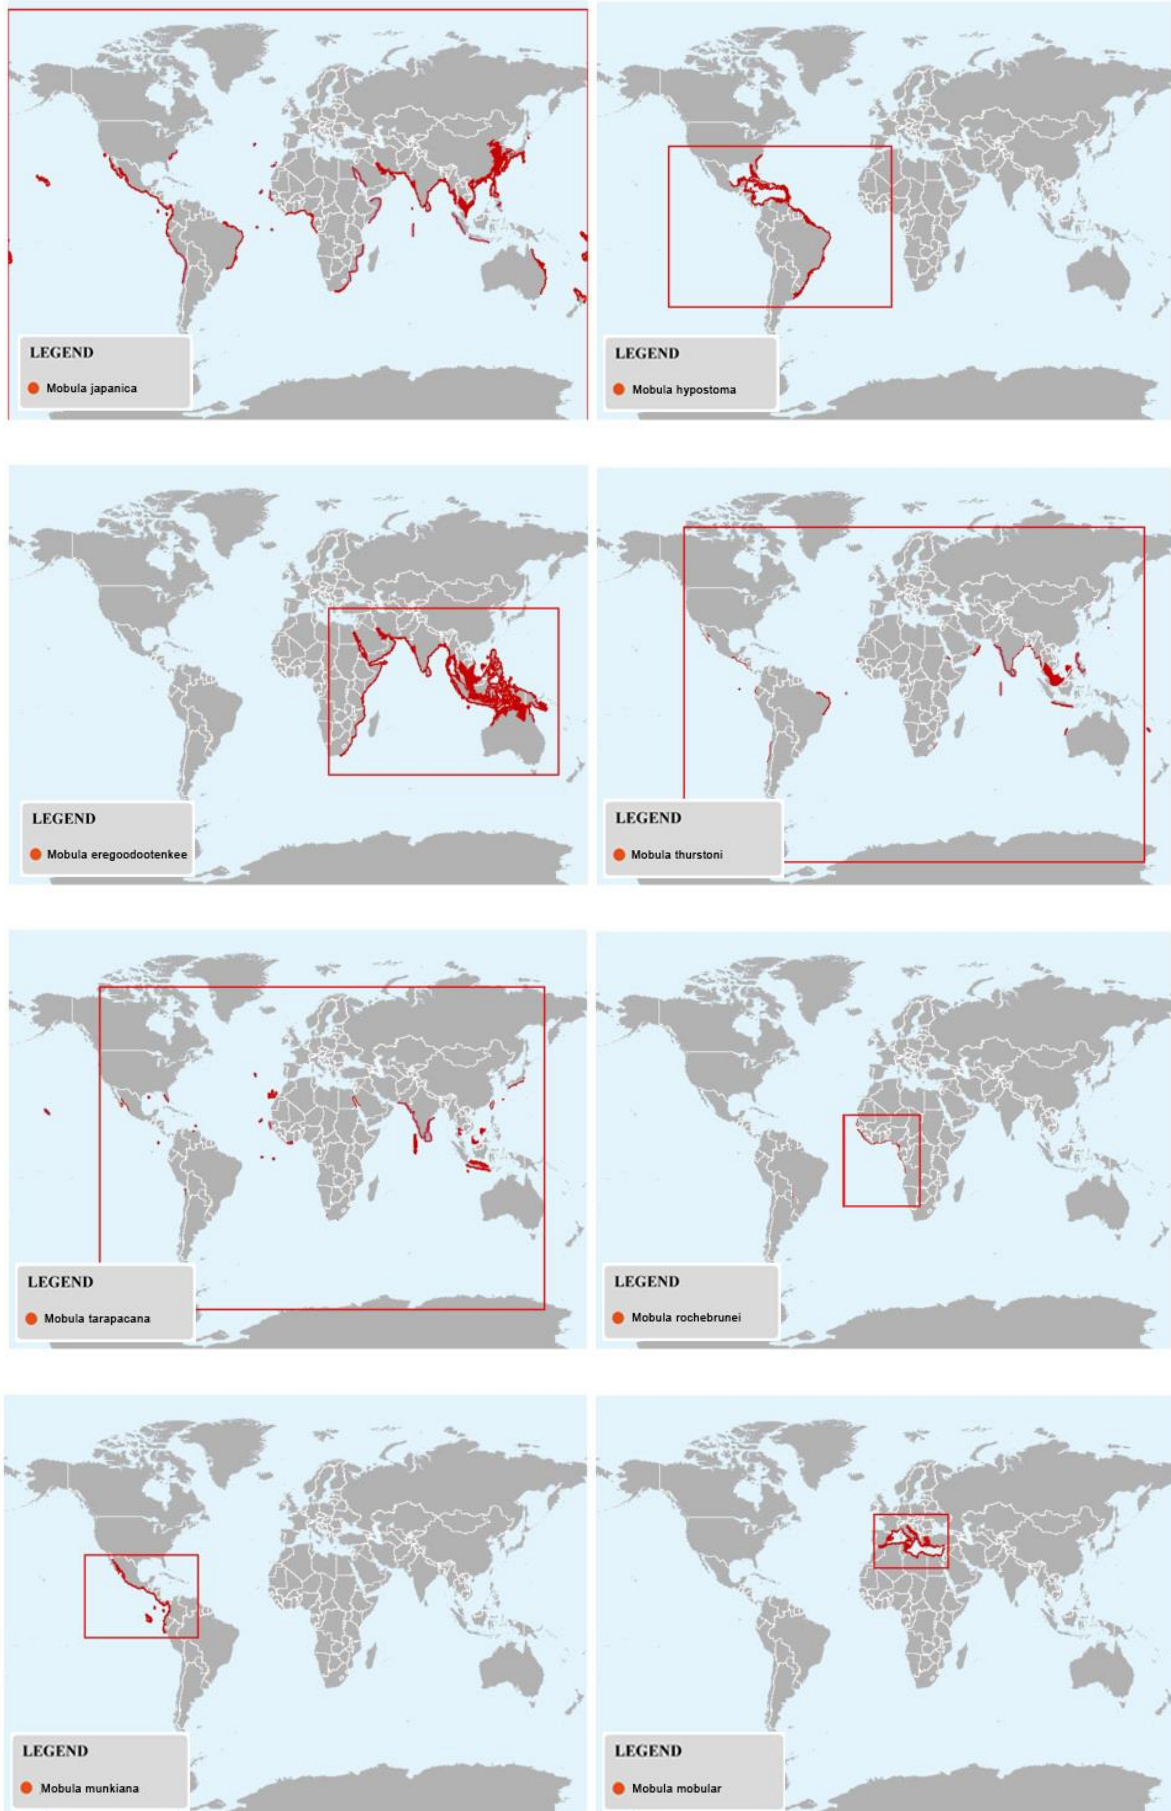 LEGEND
Mobula japanica
LEGEND
Mobula hypostoma
LEGEND
Mobula eregoodootenkee
LEGEND
Mobula thurstoni
LEGEND
Mobula tarapacana
LEGEND
Mobula rochebrunei
LEGEND
Mobula munkiana
LEGEND
Mobula mobular